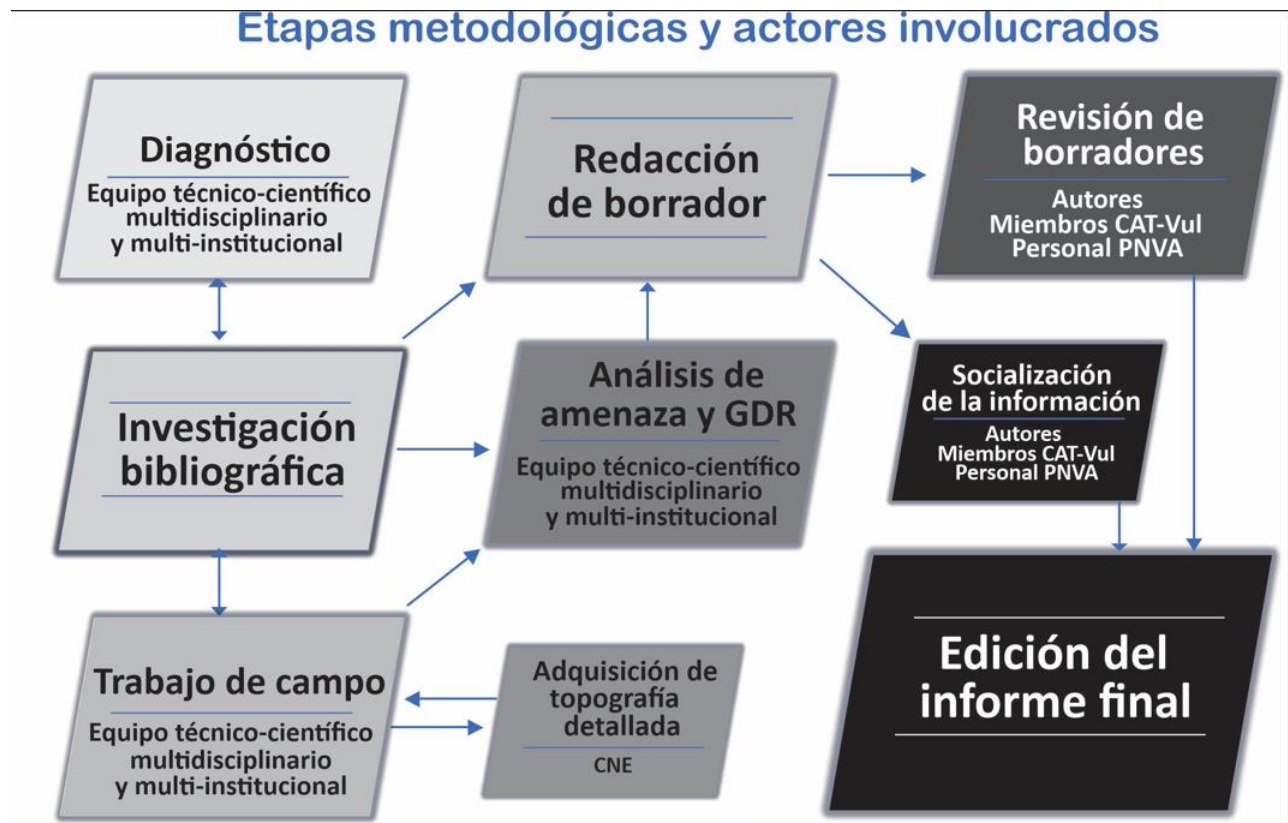 Etapas metodológicas y actores involucrados
Diagnóstico
Equipo técnico-científico
multidisciplinario
y multi-institucional
Investigación
bibliográfica
Trabajo de campo
Equipo técnico-científico
multidisciplinario
y multi-institucional
Redacción
de borrador
Análisis de
amenaza y GDR
Equipo técnico-científico
multidisciplinario
y multi-institucional
Adquisición de
topografía
detallada
CNE
Revisión de
borradores
Autores
Miembros CAT-Vul
Personal PNVA
Socialización
de la información
Autores
Miembros CAT-Vul
Personal PNVA
Edición del
informe final